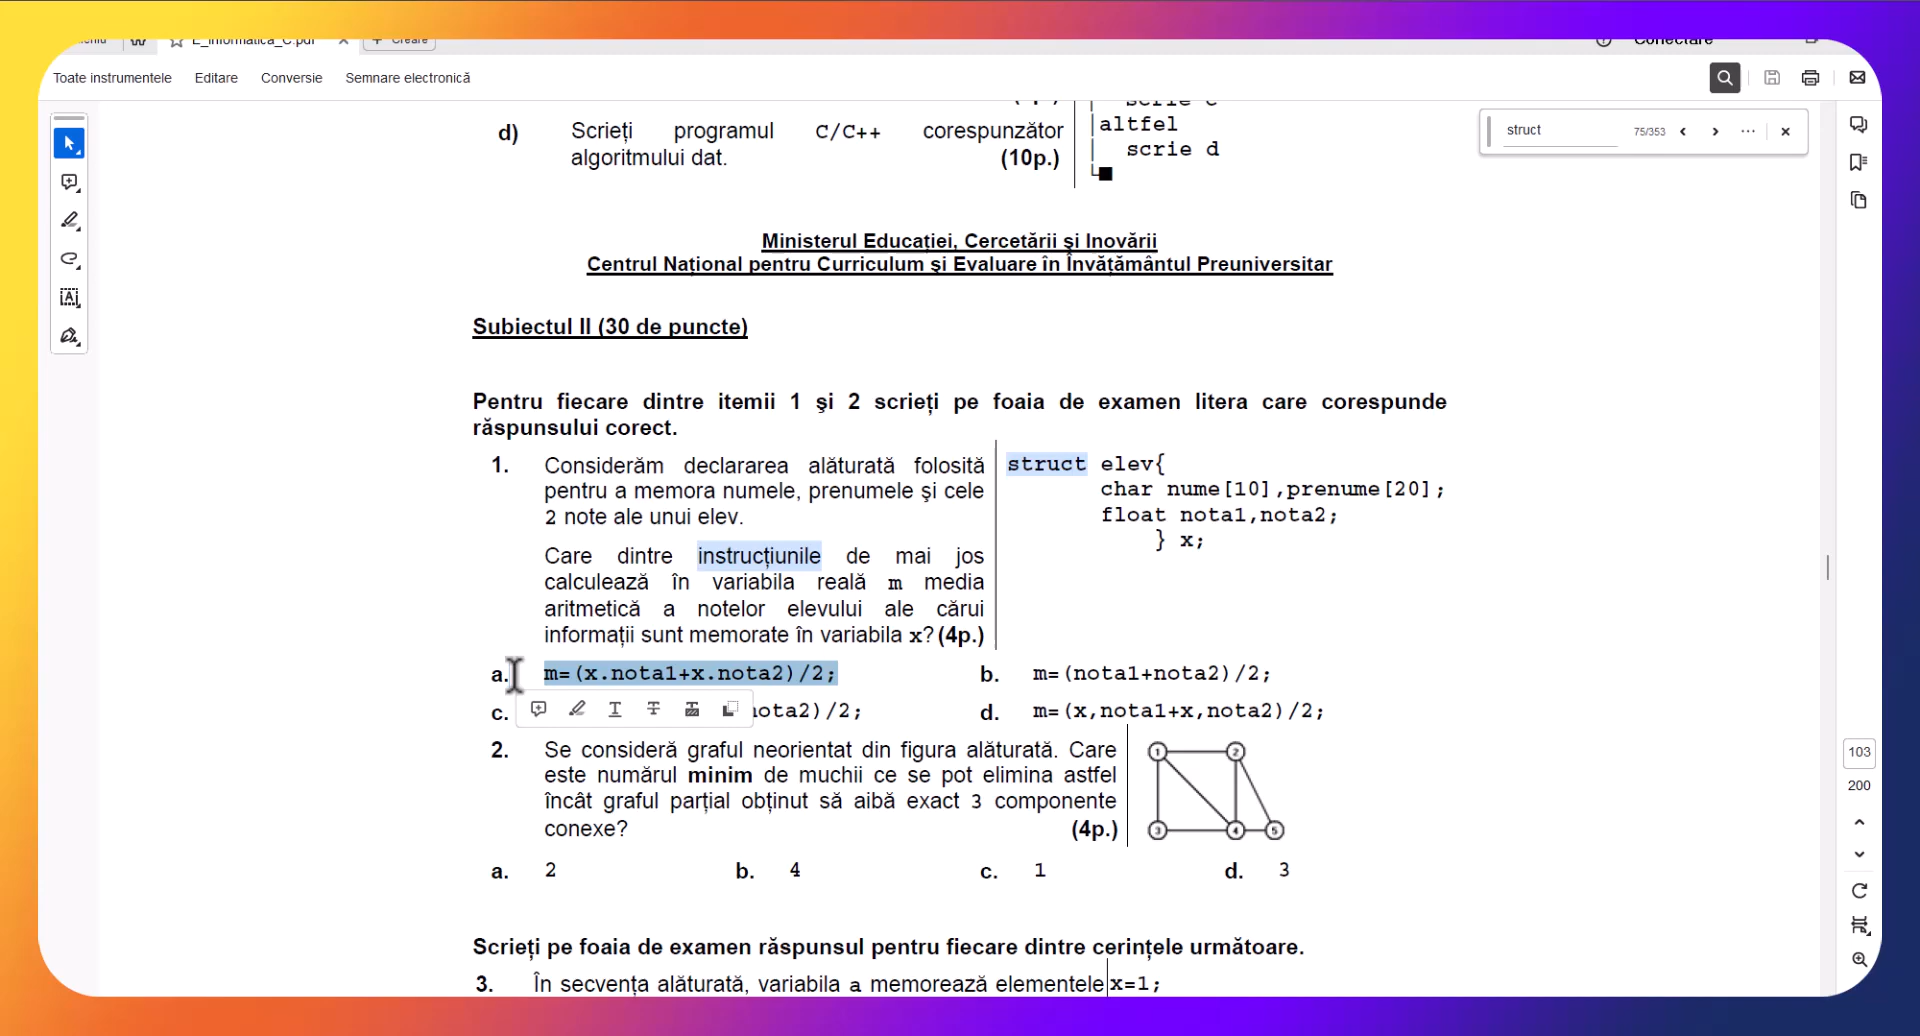 E_informatica_C.pdf
Creare
Conectare
Toate instrumentele
Editare
Conversie
Semnare electronică
struct
75/353
scrie c
d) Scrieți programul C/C++ corespunzător
algoritmului dat. (10p.)
altfel
scrie d
Ministerul Educației, Cercetării și Inovării
Centrul Național pentru Curriculum și Evaluare în Învățământul Preuniversitar
Subiectul II (30 de puncte)
Pentru fiecare dintre itemii 1 și 2 scrieți pe foaia de examen litera care corespunde
răspunsului corect.
1. Considerăm declararea alăturată folosită
pentru a memora numele, prenumele și cele
2 note ale unui elev.
Care dintre instrucțiunile de mai jos
calculează în variabila reală m media
aritmetică a notelor elevului ale cărui
informații sunt memorate în variabila x? (4p.)
struct elev{
char nume[10],prenume[20];
float nota1,nota2;
} x;
a. m=(x.nota1+x.nota2)/2;
b. m=(nota1+nota2)/2;
c. nota2)/2;
d. m=(x,nota1+x,nota2)/2;
2. Se consideră graful neorientat din figura alăturată. Care
este numărul minim de muchii ce se pot elimina astfel
încât graful parțial obținut să aibă exact 3 componente
conexe? (4p.)
1 2
3 4 5
a. 2 b. 4 c. 1 d. 3
Scrieți pe foaia de examen răspunsul pentru fiecare dintre cerințele următoare.
3. În secvența alăturată, variabila a memorează elementele
x=1;
103
200